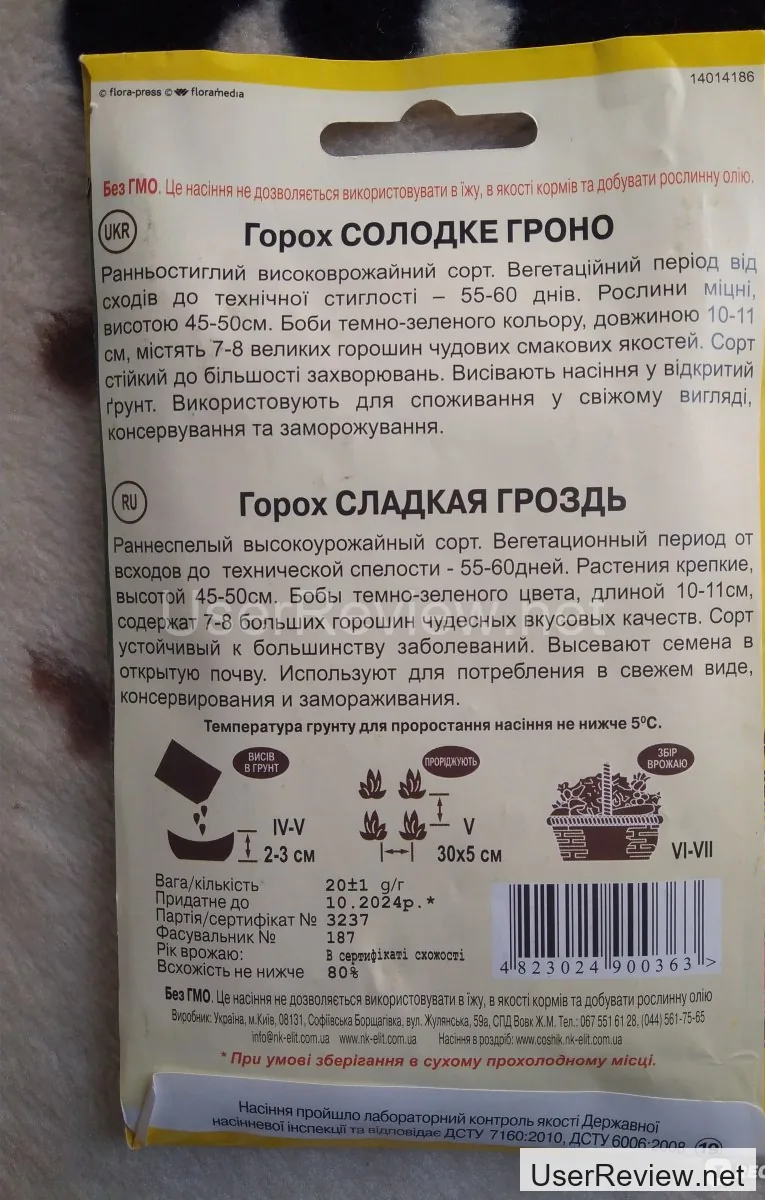 © flora-press © floramedia
14014186
Без ГМО. Це насіння не дозволяється використовувати в їжу, в якості кормів та добувати рослинну олію.
UKR
Горох СОЛОДКЕ ГРОНО
Ранньостиглий високоврожайний сорт. Вегетаційний період від
сходів до технічної стиглості – 55-60 днів. Рослини міцні,
висотою 45-50см. Боби темно-зеленого кольору, довжиною 10-11
см, містять 7-8 великих горошин чудових смакових якостей. Сорт
стійкий до більшості захворювань. Висівають насіння у відкритий
ґрунт. Використовують для споживання у свіжому вигляді,
консервування та заморожування.
RU
Горох СЛАДКАЯ ГРОЗДЬ
Раннеспелый высокоурожайный сорт. Вегетационный период от
всходов до технической спелости - 55-60дней. Растения крепкие,
высотой 45-50см. Бобы темно-зеленого цвета, длиной 10-11см,
содержат 7-8 больших горошин чудесных вкусовых качеств. Сорт
устойчивый к большинству заболеваний. Высевают семена в
открытую почву. Используют для потребления в свежем виде,
консервирования и замораживания.
UserReview.net
Температура грунту для проростання насіння не нижче 5⁰С.
ВИСІВ
В ГРУНТ
ПРОРІДЖУЮТЬ
ЗБІР
ВРОЖАЮ
IV-V
2-3 см
V
30х5 см
VI-VII
Вага/кількість 20±1 g/г
Придатне до 10.2024р.*
Партія/сертифікат № 3237
Фасувальник № 187
Рік врожаю: В сертифікаті схожості
Всхожість не нижче 80%
4 823024 900363 >
Без ГМО. Це насіння не дозволяється використовувати в їжу, в якості кормів та добувати рослинну олію
Виробник: Україна, м.Київ, 08131, Софіївська Борщагівка, вул. Жулянська, 59а, СПД Вовк Ж.М. Тел.: 067 551 61 28, (044) 561-75-65
info@nk-elit.com.ua www.nk-elit.com.ua Насіння в роздріб: www.coshik.nk-elit.com.ua
* При умові зберігання в сухому прохолодному місці.
Насіння пройшло лабораторний контроль якості Державної
насінневої інспекції та відповідає ДСТУ 7160:2010, ДСТУ 6006:2008 19
UserReview.net